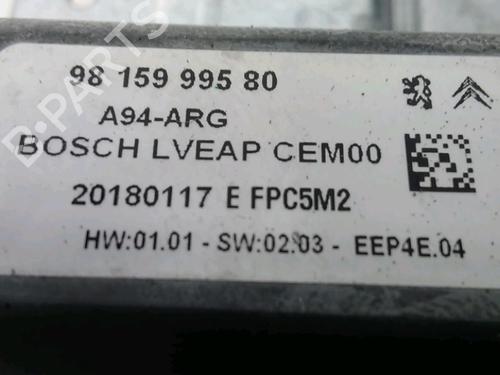 B-PARTS
98 159 995 80
A94-ARG
BOSCH LVEAP CEM00
20180117 E FPC5M2
HW:01.01 - SW:02.03 - EEP4E.04